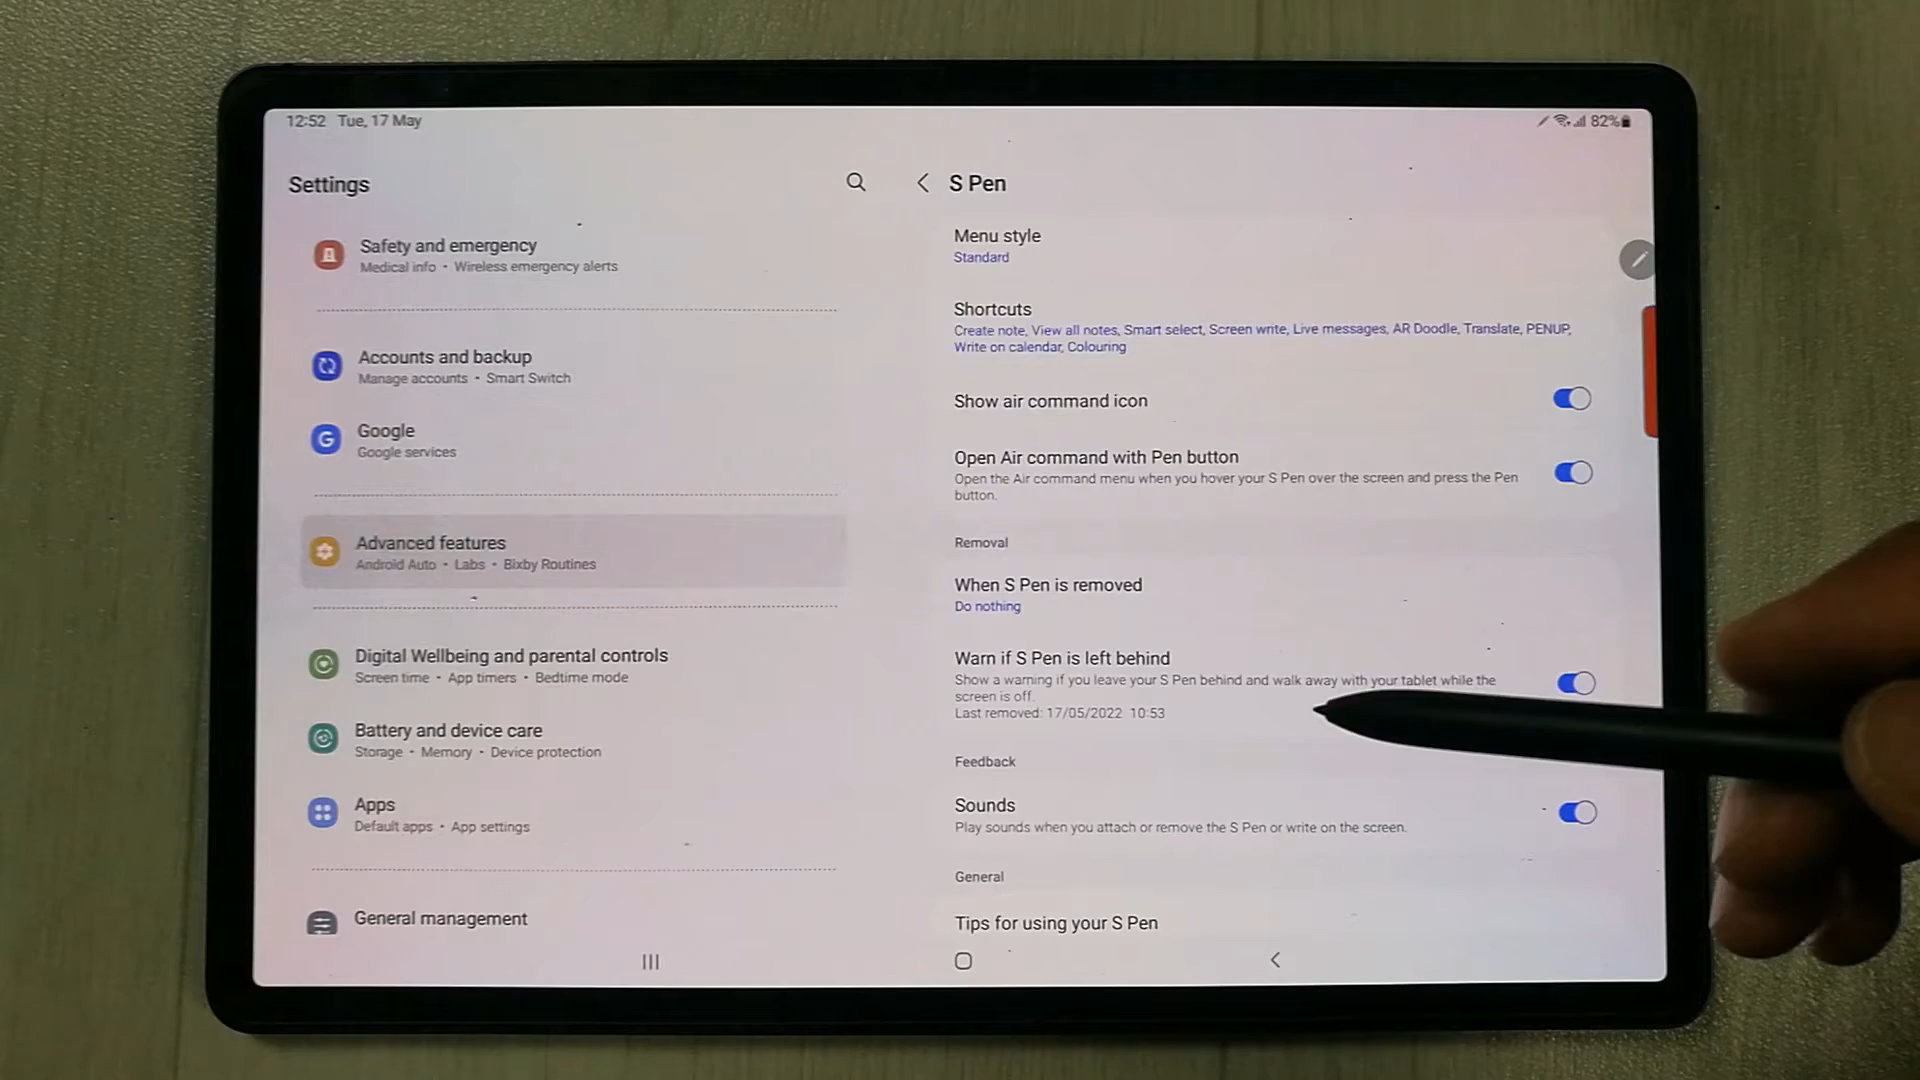 12:52 Tue, 17 May
82%
Settings
Safety and emergency
Medical info • Wireless emergency alerts
Accounts and backup
Manage accounts • Smart Switch
Google
Google services
Advanced features
Android Auto • Labs • Bixby Routines
Digital Wellbeing and parental controls
Screen time • App timers • Bedtime mode
Battery and device care
Storage • Memory • Device protection
Apps
Default apps • App settings
General management
S Pen
Menu style
Standard
Shortcuts
Create note, View all notes, Smart select, Screen write, Live messages, AR Doodle, Translate, PENUP,
Write on calendar, Colouring
Show air command icon
Open Air command with Pen button
Open the Air command menu when you hover your S Pen over the screen and press the Pen
button.
Removal
When S Pen is removed
Do nothing
Warn if S Pen is left behind
Show a warning if you leave your S Pen behind and walk away with your tablet while the
screen is off.
Last removed: 17/05/2022 10:53
Feedback
Sounds
Play sounds when you attach or remove the S Pen or write on the screen.
General
Tips for using your S Pen